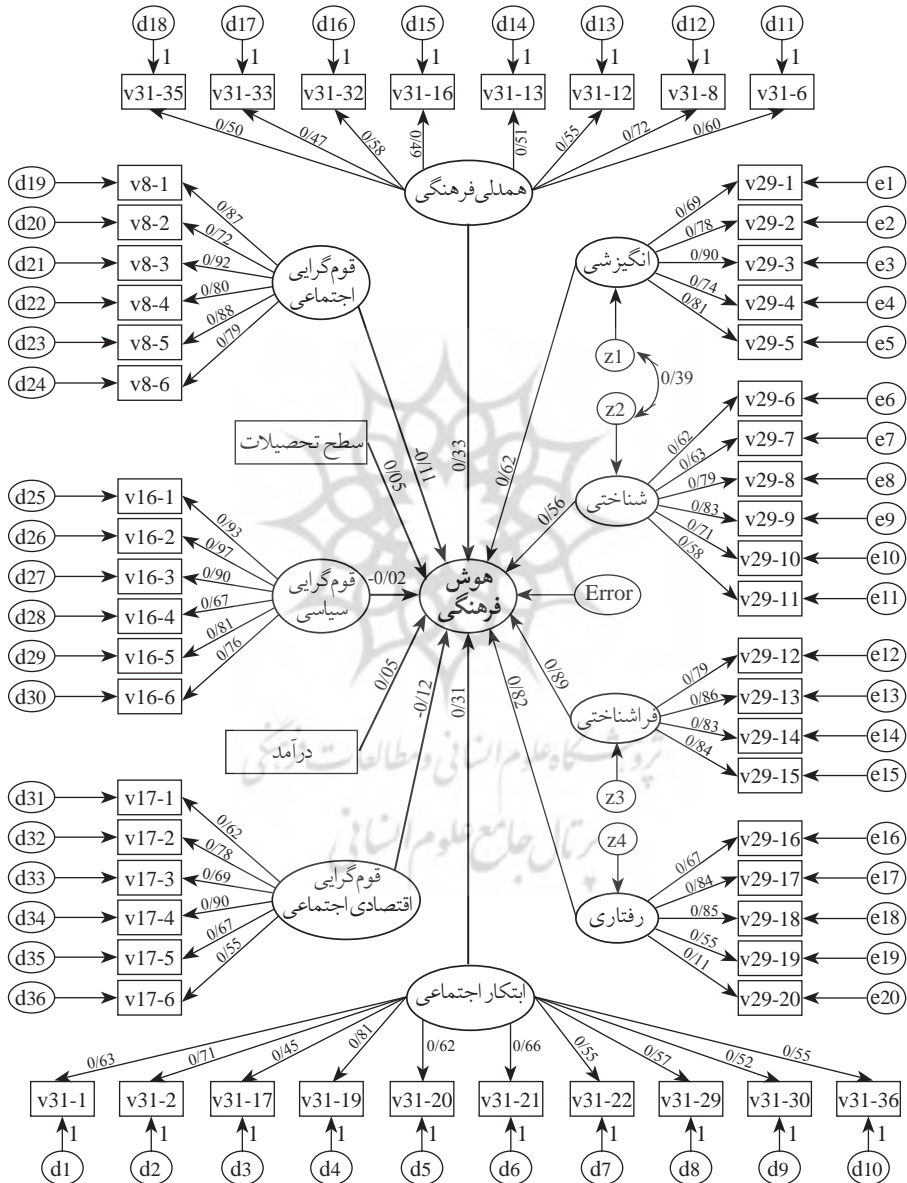 d18 d17 d16 d15 d14 d13 d12 d11
1 1 1 1 1 1 1 1
v31-35 v31-33 v31-32 v31-16 v31-13 v31-12 v31-8 v31-6
0/50 0/47 0/58 0/49 0/51 0/55 0/72 0/60
همدلی فرهنگی
d19 v8-1 0/87
d20 v8-2 0/72
d21 v8-3 0/92
d22 v8-4 0/80
d23 v8-5 0/88
d24 v8-6 0/79
قوم‌گرایی
اجتماعی
0/69 v29-1 e1
0/78 v29-2 e2
0/90 v29-3 e3
0/74 v29-4 e4
0/81 v29-5 e5
انگیزشی
z1
0/39
z2
سطح تحصیلات
0/05
-0/11
0/33
0/62
0/56
شناختی
0/62 v29-6 e6
0/63 v29-7 e7
0/79 v29-8 e8
0/83 v29-9 e9
0/71 v29-10 e10
0/58 v29-11 e11
d25 v16-1 0/93
d26 v16-2 0/97
d27 v16-3 0/90
d28 v16-4 0/67
d29 v16-5 0/81
d30 v16-6 0/76
قوم‌گرایی
سیاسی
-0/02
هوش
فرهنگی
Error
0/05
-0/12
0/31
0/82
0/89
درآمد
فراشناختی
0/79 v29-12 e12
0/86 v29-13 e13
0/83 v29-14 e14
0/84 v29-15 e15
z3
z4
پژوهشگاه علوم انسانی و مطالعات فرهنگی
پرتال جامع علوم انسانی
d31 v17-1 0/62
d32 v17-2 0/78
d33 v17-3 0/69
d34 v17-4 0/90
d35 v17-5 0/67
d36 v17-6 0/55
قوم‌گرایی
اقتصادی اجتماعی
رفتاری
0/67 v29-16 e16
0/84 v29-17 e17
0/85 v29-18 e18
0/55 v29-19 e19
0/11 v29-20 e20
ابتکار اجتماعی
0/63 0/71 0/45 0/81 0/62 0/66 0/55 0/57 0/52 0/55
v31-1 v31-2 v31-17 v31-19 v31-20 v31-21 v31-22 v31-29 v31-30 v31-36
1 1 1 1 1 1 1 1 1 1
d1 d2 d3 d4 d5 d6 d7 d8 d9 d10